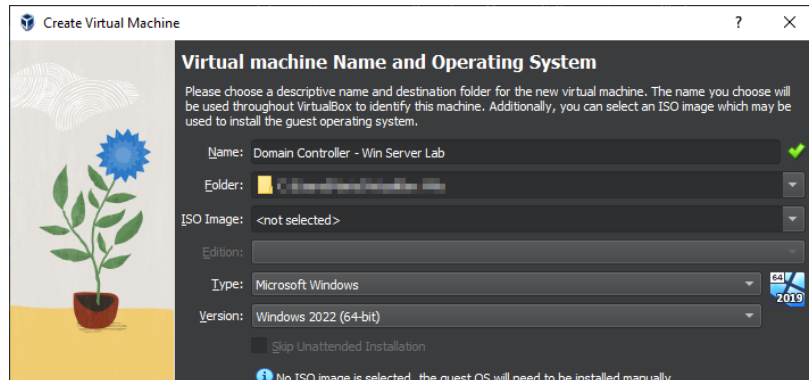 Create Virtual Machine
Virtual machine Name and Operating System
Please choose a descriptive name and destination folder for the new virtual machine. The name you choose will
be used throughout VirtualBox to identify this machine. Additionally, you can select an ISO image which may be
used to install the guest operating system.
Name: Domain Controller - Win Server Lab
Folder:
ISO Image: <not selected>
Edition:
Type: Microsoft Windows
64
2019
Version: Windows 2022 (64-bit)
Skip Unattended Installation
No ISO image is selected, the guest OS will need to be installed manually.